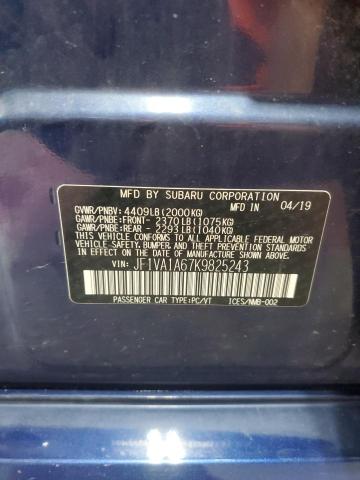 MFD BY SUBARU CORPORATION
GVWR/PNBV: 4409LB(2000KG) MFD IN 04/19
GAWR/PNBE:FRONT- 2370LB(1075KG)
GAWR/PNBE:REAR - 2293LB(1040KG)
THIS VEHICLE CONFORMS TO ALL APPLICABLE FEDERAL MOTOR VEHICLE SAFETY,
BUMPER, AND THEFT PREVENTION STANDARDS
IN EFFECT ON THE DATE OF MANUFACTURE SHOWN ABOVE.
VIN: JF1VA1A67K9825243
PASSENGER CAR TYPE:PC/VT ICES/NMB-002